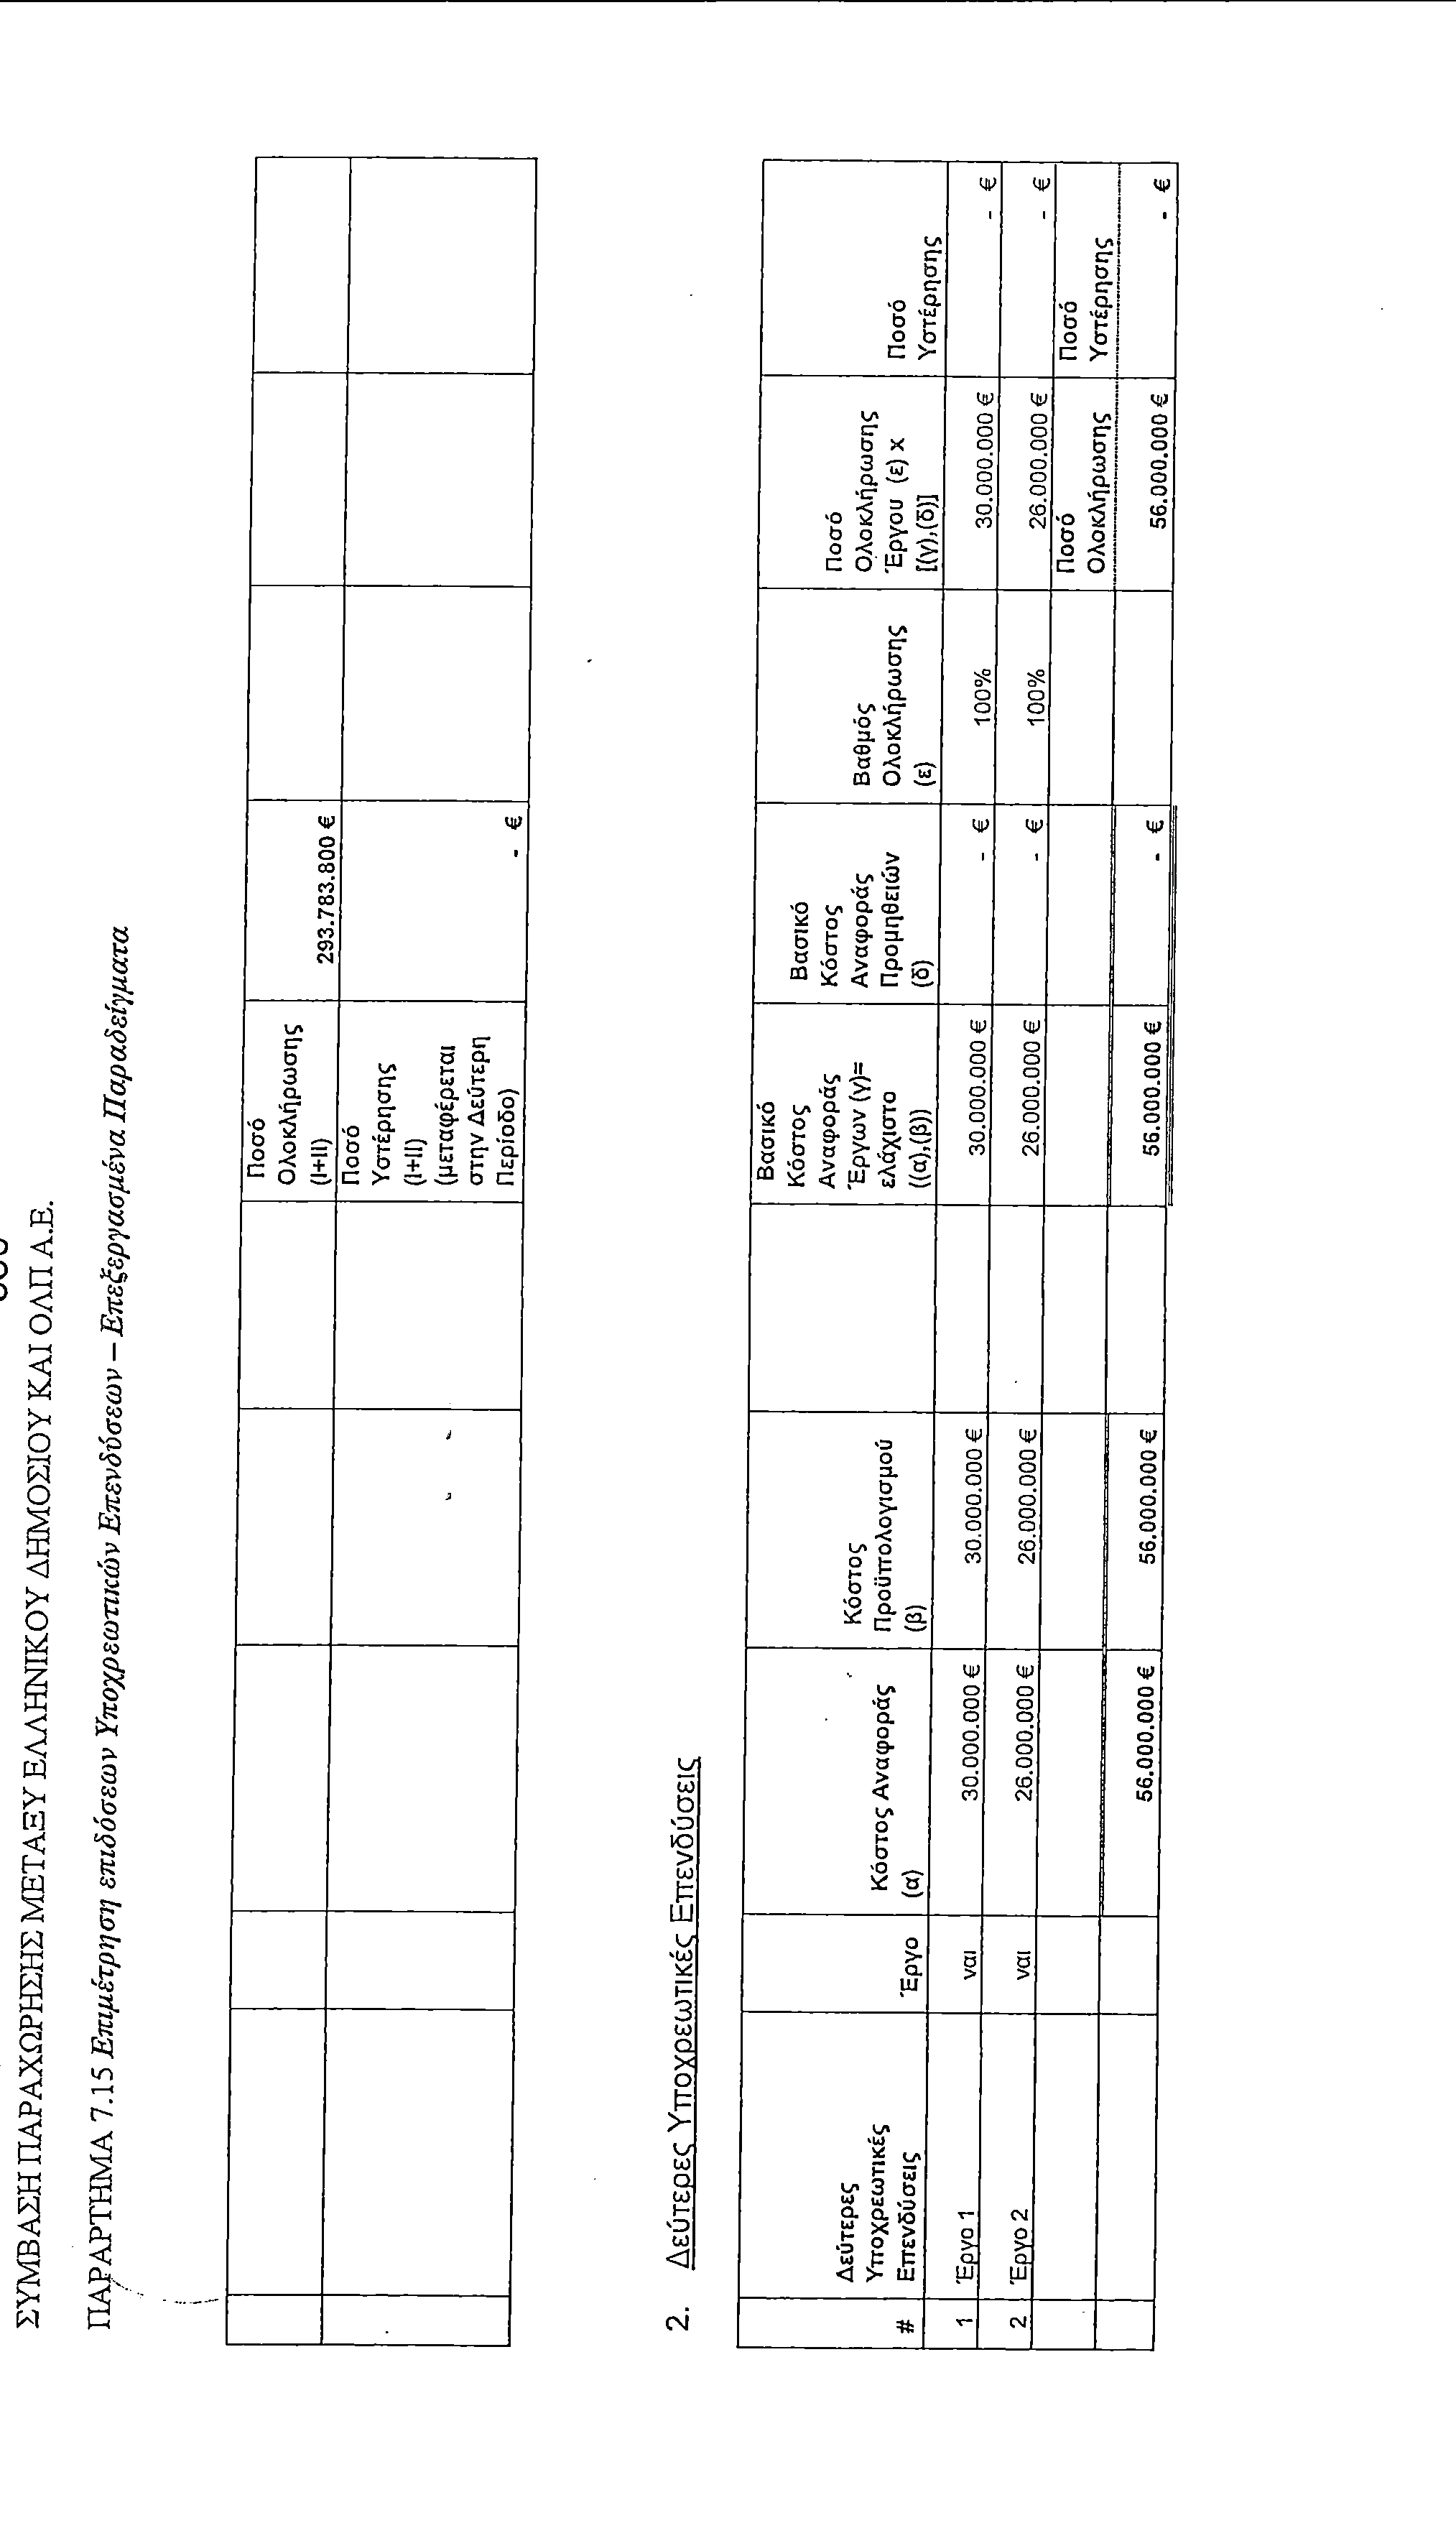 ΣΥΜΒΑΣΗ ΠΑΡΑΧΩΡΗΣΗΣ ΜΕΤΑΞΥ ΕΛΛΗΝΙΚΟΥ ΔΗΜΟΣΙΟΥ ΚΑΙ ΟΛΠ Α.Ε.
ΠΑΡΑΡΤΗΜΑ 7.15 Επιμέτρηση επιδόσεων Υποχρεωτικών Επενδύσεων – Επεξεργασμένα Παραδείγματα
Ποσό
Ολοκλήρωσης
(I+II)
293.783.800 €
Ποσό
Υστέρησης
(I+II)
(μεταφέρεται
στην Δεύτερη
Περίοδο)
- €
2. Δεύτερες Υποχρεωτικές Επενδύσεις
#
Δεύτερες
Υποχρεωτικές
Επενδύσεις
Έργο
Κόστος Αναφοράς
(α)
Κόστος
Προϋπολογισμού
(β)
Βασικό
Κόστος
Αναφοράς
Έργων (γ)=
ελάχιστο
((α),(β))
Βασικό
Κόστος
Αναφοράς
Προμηθειών
(δ)
Βαθμός
Ολοκλήρωσης
(ε)
Ποσό
Ολοκλήρωσης
Έργου (ε) x
[(γ),(δ)]
Ποσό
Υστέρησης
1 Έργο 1 ναι 30.000.000 € 30.000.000 € 30.000.000 € - € 100% 30.000.000 € - €
2 Έργο 2 ναι 26.000.000 € 26.000.000 € 26.000.000 € - € 100% 26.000.000 € - €
Ποσό
Ολοκλήρωσης
Ποσό
Υστέρησης
56.000.000 € 56.000.000 € 56.000.000 € - € 56.000.000 € - €